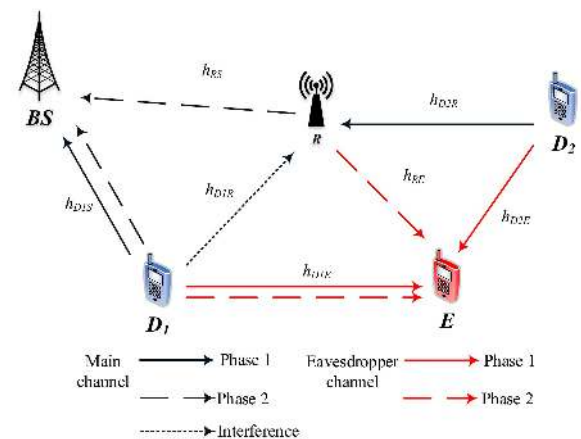 h_RS
BS
R
h_D2R
D_2
h_RE
h_D1S
h_D1R
h_D2E
h_D1E
D_1
E
Main channel
Phase 1
Phase 2
Interference
Eavesdropper channel
Phase 1
Phase 2